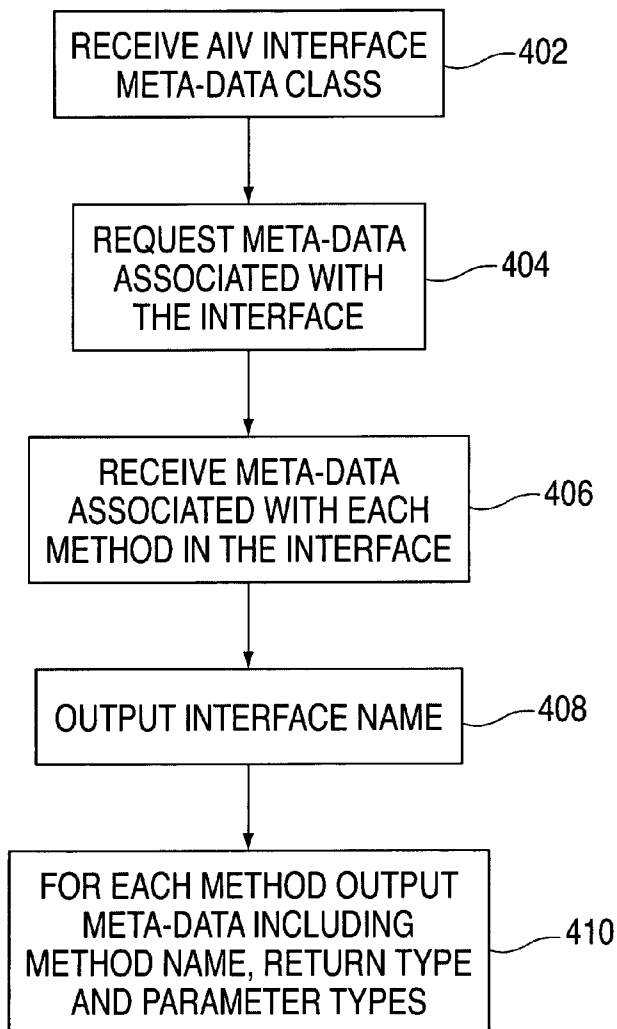 RECEIVE AIV INTERFACE
META-DATA CLASS
402
REQUEST META-DATA
ASSOCIATED WITH
THE INTERFACE
404
RECEIVE META-DATA
ASSOCIATED WITH EACH
METHOD IN THE INTERFACE
406
OUTPUT INTERFACE NAME
408
FOR EACH METHOD OUTPUT
META-DATA INCLUDING
METHOD NAME, RETURN TYPE
AND PARAMETER TYPES
410